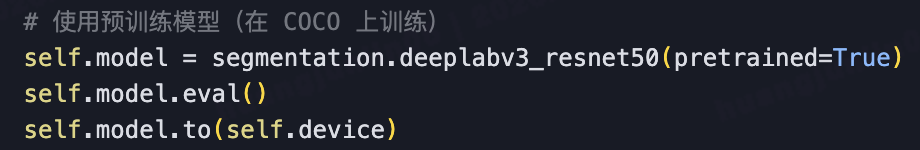 # 使用预训练模型（在 COCO 上训练）
self.model = segmentation.deeplabv3_resnet50(pretrained=True)
self.model.eval()
self.model.to(self.device)